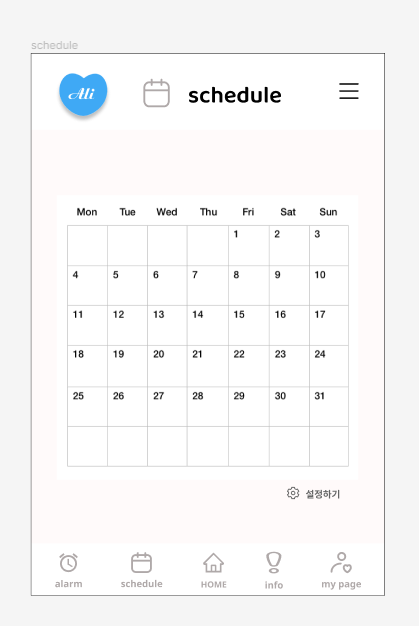 schedule
Ali
schedule
Mon Tue Wed Thu Fri Sat Sun
1 2 3
4 5 6 7 8 9 10
11 12 13 14 15 16 17
18 19 20 21 22 23 24
25 26 27 28 29 30 31
설정하기
alarm schedule HOME info my page